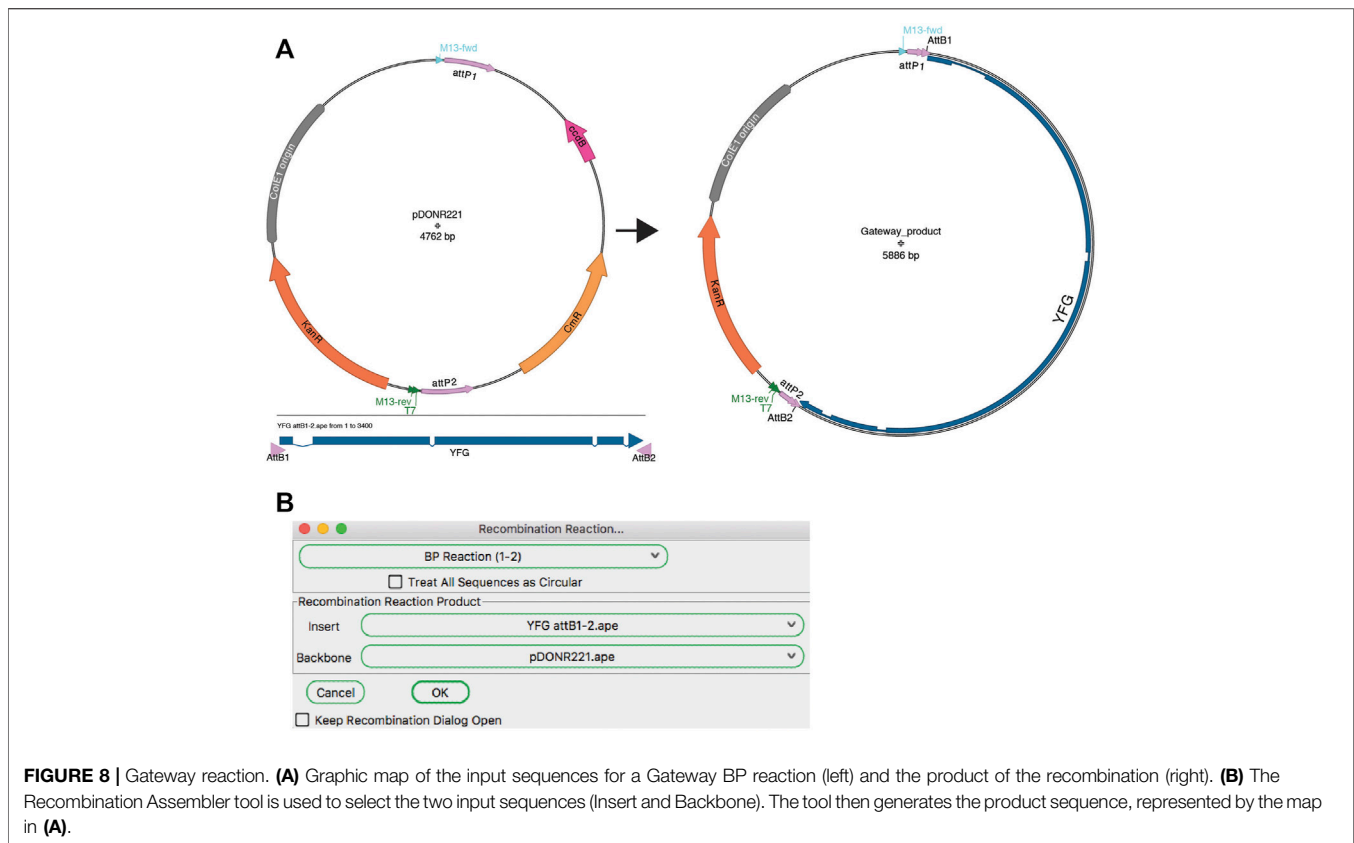 A
M13-fwd
attP1
ccdB
ColE1 origin
pDONR221
4762 bp
KanR
CmR
attP2
M13-rev
T7
YFG attB1-2.ape from 1 to 3400
AttB1
YFG
AttB2
M13-fwd
AttB1
attP1
ColE1 origin
Gateway_product
5886 bp
YFG
KanR
attP2
M13-rev
T7
AttB2
B
Recombination Reaction...
BP Reaction (1-2)
Treat All Sequences as Circular
Recombination Reaction Product
Insert YFG attB1-2.ape
Backbone pDONR221.ape
Cancel OK
Keep Recombination Dialog Open
FIGURE 8 | Gateway reaction. (A) Graphic map of the input sequences for a Gateway BP reaction (left) and the product of the recombination (right). (B) The
Recombination Assembler tool is used to select the two input sequences (Insert and Backbone). The tool then generates the product sequence, represented by the map
in (A).